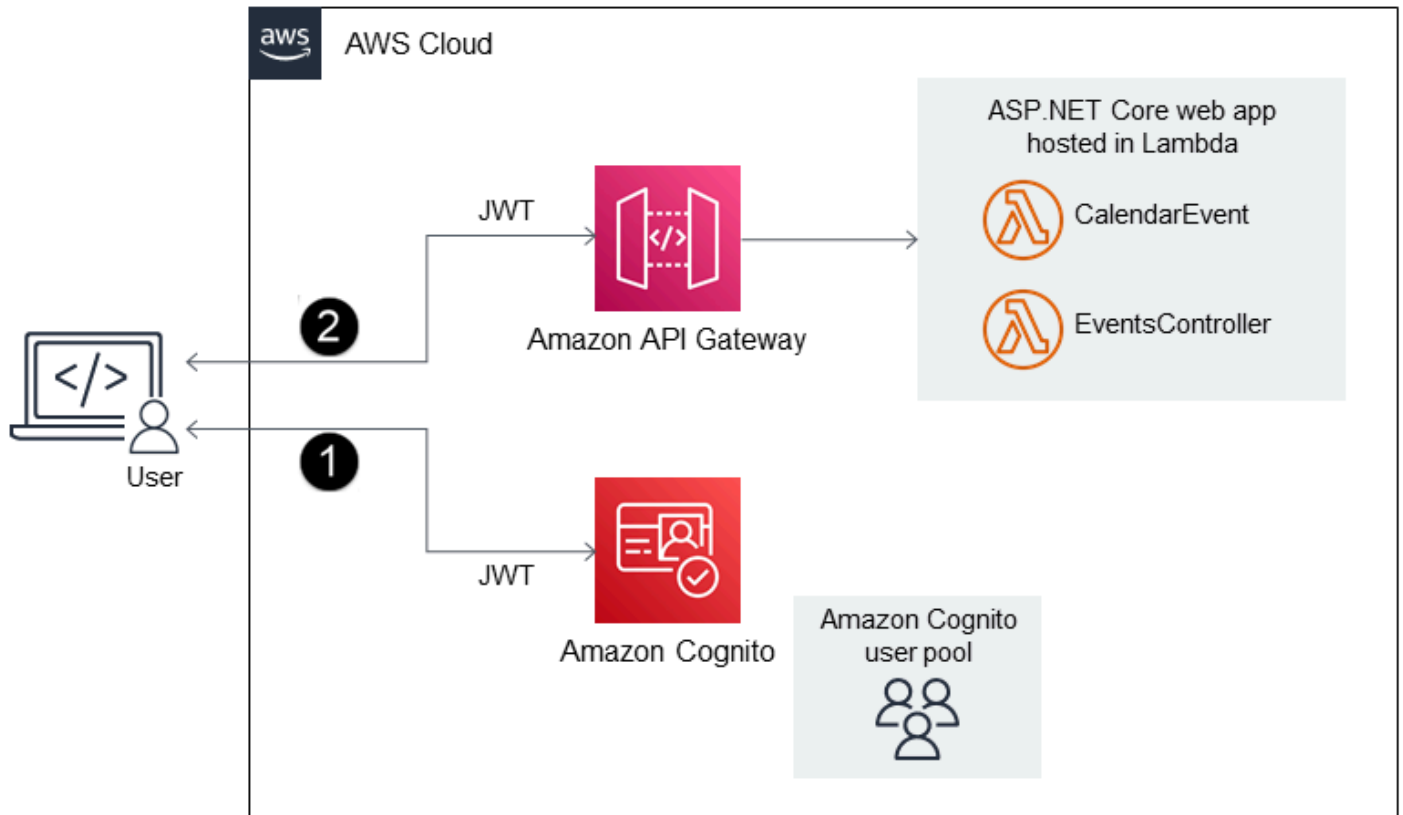 aws
AWS Cloud
ASP.NET Core web app
hosted in Lambda
CalendarEvent
EventsController
JWT
</>
Amazon API Gateway
2
</>
User
1
JWT
Amazon Cognito
Amazon Cognito
user pool